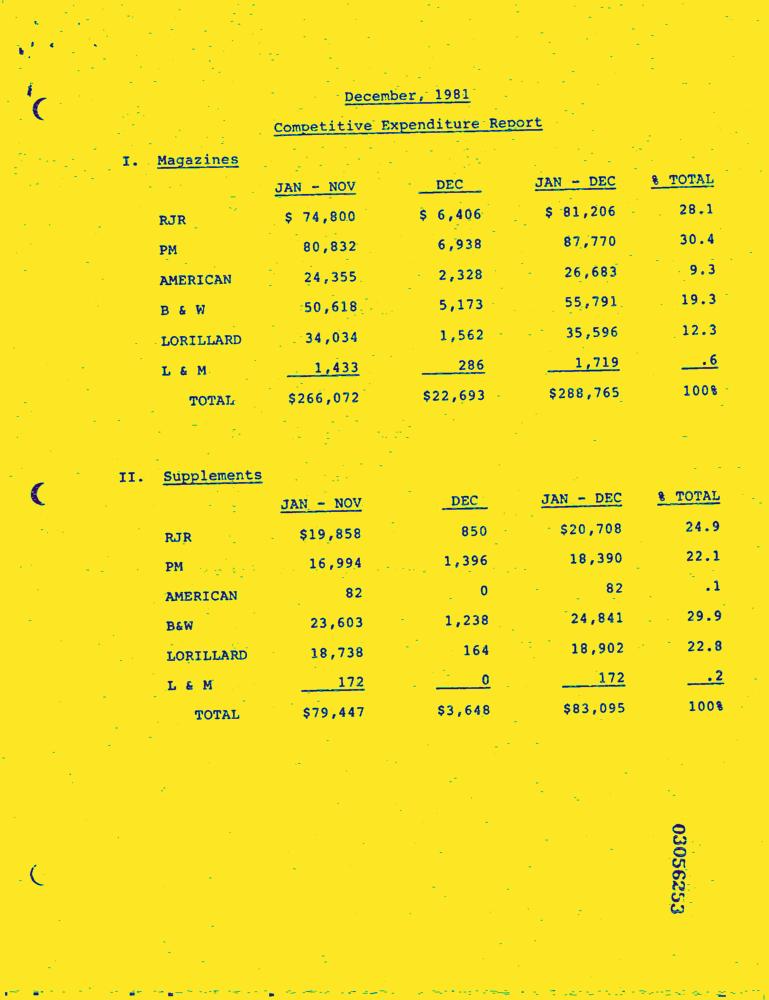 December, 1981
Competitive Expenditure Report
I. Magazines
JAN - NOV DEC JAN - DEC % TOTAL
RJR $ 74,800 $ 6,406 $ 81,206 28.1
PM 80,832 6,938 87,770 30.4
AMERICAN 24,355 2,328 26,683 9.3
B & W 50,618 5,173 55,791 19.3
LORILLARD 34,034 1,562 35,596 12.3
L & M 1,433 286 1,719 .6
TOTAL $266,072 $22,693 $288,765 100%
II. Supplements
JAN - NOV DEC JAN - DEC % TOTAL
RJR $19,858 850 $20,708 24.9
PM 16,994 1,396 18,390 22.1
AMERICAN 82 0 82 .1
B&W 23,603 1,238 24,841 29.9
LORILLARD 18,738 164 18,902 22.8
L & M 172 0 172 .2
TOTAL $79,447 $3,648 $83,095 100%
03056253